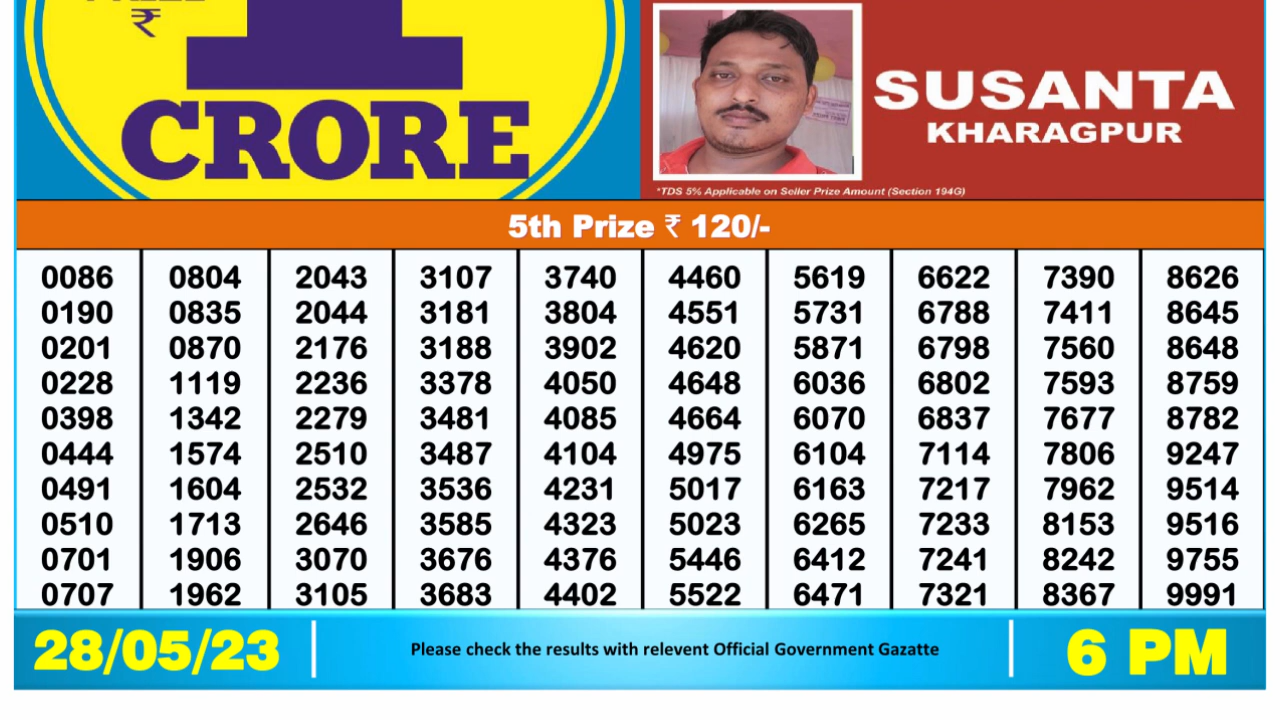 ₹
1
CRORE
SUSANTA
KHARAGPUR
*TDS 5% Applicable on Seller Prize Amount (Section 194G)
5th Prize ₹ 120/-
0086 0804 2043 3107 3740 4460 5619 6622 7390 8626
0190 0835 2044 3181 3804 4551 5731 6788 7411 8645
0201 0870 2176 3188 3902 4620 5871 6798 7560 8648
0228 1119 2236 3378 4050 4648 6036 6802 7593 8759
0398 1342 2279 3481 4085 4664 6070 6837 7677 8782
0444 1574 2510 3487 4104 4975 6104 7114 7806 9247
0491 1604 2532 3536 4231 5017 6163 7217 7962 9514
0510 1713 2646 3585 4323 5023 6265 7233 8153 9516
0701 1906 3070 3676 4376 5446 6412 7241 8242 9755
0707 1962 3105 3683 4402 5522 6471 7321 8367 9991
28/05/23
Please check the results with relevent Official Government Gazatte
6 PM